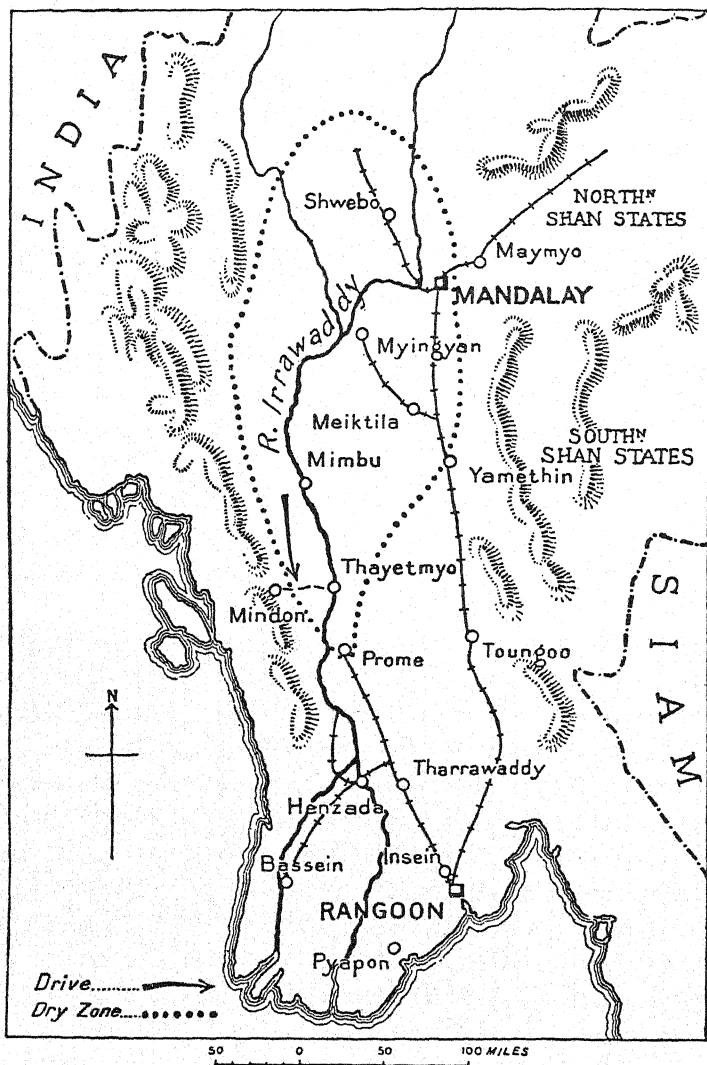 INDIA
Shwebo
NORTHᴺ
SHAN STATES
Maymyo
MANDALAY
R. Irrawaddy
Myingyan
Meiktila
SOUTHᴺ
SHAN STATES
Mimbu
Yamethin
Thayetmyo
SIAM
Mindon
Prome
Toungoo
N
Tharrawaddy
Henzada
Bassein
Insein
RANGOON
Pyapon
Drive
Dry Zone
50 0 50 100 MILES